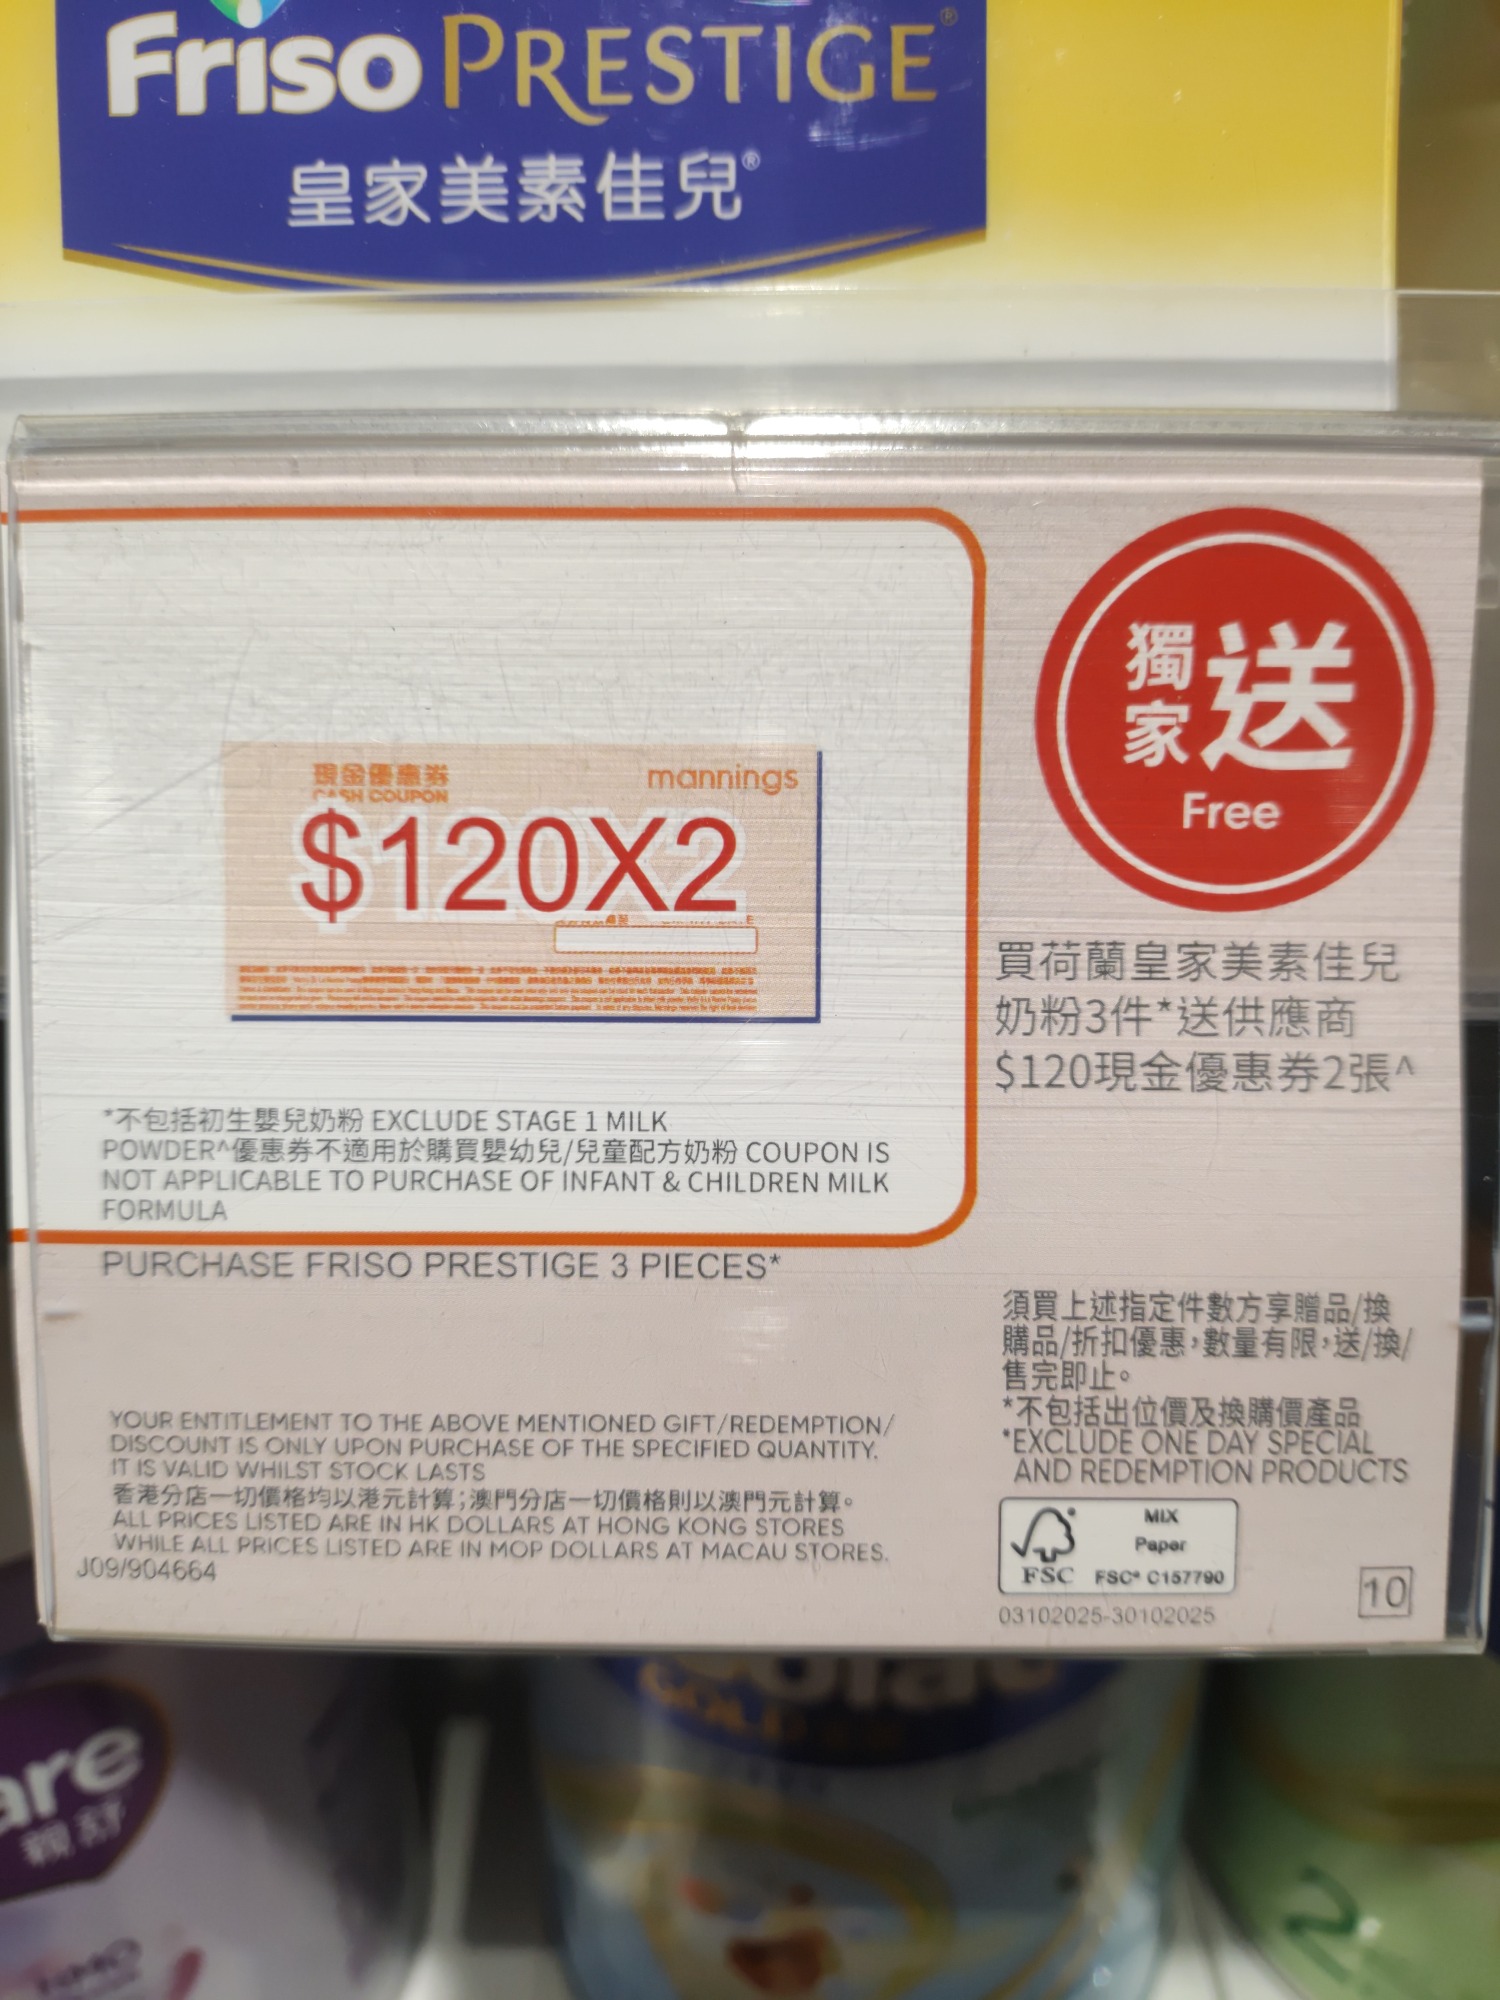 Friso PRESTIGE®
皇家美素佳兒®
現金優惠券
CASH COUPON
mannings
$120X2
獨家送
Free
買荷蘭皇家美素佳兒
奶粉3件*送供應商
$120現金優惠券2張^
*不包括初生嬰兒奶粉 EXCLUDE STAGE 1 MILK
POWDER^優惠券不適用於購買嬰幼兒/兒童配方奶粉 COUPON IS
NOT APPLICABLE TO PURCHASE OF INFANT & CHILDREN MILK
FORMULA
PURCHASE FRISO PRESTIGE 3 PIECES*
須買上述指定件數方享贈品/換
購品/折扣優惠,數量有限,送/換/
售完即止。
*不包括出位價及換購價產品
*EXCLUDE ONE DAY SPECIAL
AND REDEMPTION PRODUCTS
YOUR ENTITLEMENT TO THE ABOVE MENTIONED GIFT/REDEMPTION/
DISCOUNT IS ONLY UPON PURCHASE OF THE SPECIFIED QUANTITY.
IT IS VALID WHILST STOCK LASTS
香港分店一切價格均以港元計算;澳門分店一切價格則以澳門元計算。
ALL PRICES LISTED ARE IN HK DOLLARS AT HONG KONG STORES
WHILE ALL PRICES LISTED ARE IN MOP DOLLARS AT MACAU STORES.
J09/904664
MIX
Paper
FSC FSC® C157790
03102025-30102025
10
are
親舒
GOLD
2